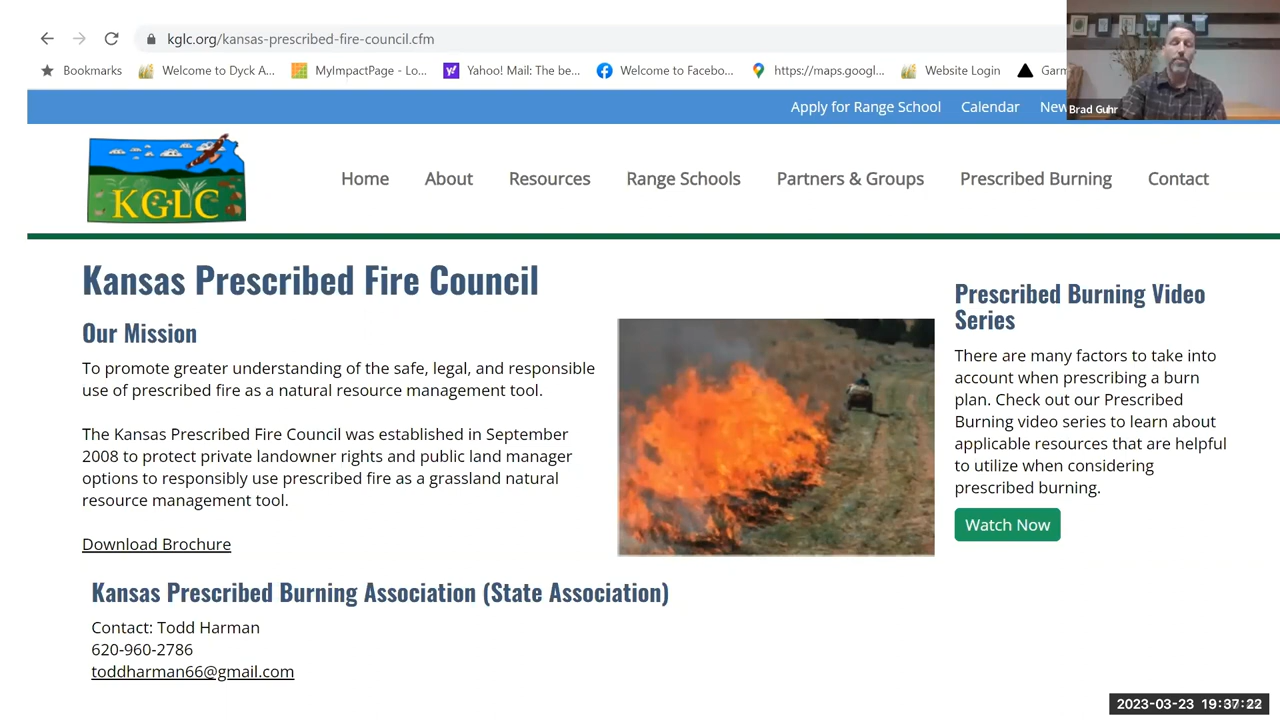 kglc.org/kansas-prescribed-fire-council.cfm
Bookmarks Welcome to Dyck A... MyImpactPage - Lo... Yahoo! Mail: The be... Welcome to Facebo... https://maps.googl... Website Login Garm
Apply for Range School Calendar New
Brad Guhr
KGLC
Home About Resources Range Schools Partners & Groups Prescribed Burning Contact
Kansas Prescribed Fire Council
Our Mission
To promote greater understanding of the safe, legal, and responsible
use of prescribed fire as a natural resource management tool.
The Kansas Prescribed Fire Council was established in September
2008 to protect private landowner rights and public land manager
options to responsibly use prescribed fire as a grassland natural
resource management tool.
Download Brochure
Prescribed Burning Video
Series
There are many factors to take into
account when prescribing a burn
plan. Check out our Prescribed
Burning video series to learn about
applicable resources that are helpful
to utilize when considering
prescribed burning.
Watch Now
Kansas Prescribed Burning Association (State Association)
Contact: Todd Harman
620-960-2786
toddharman66@gmail.com
2023-03-23 19:37:22